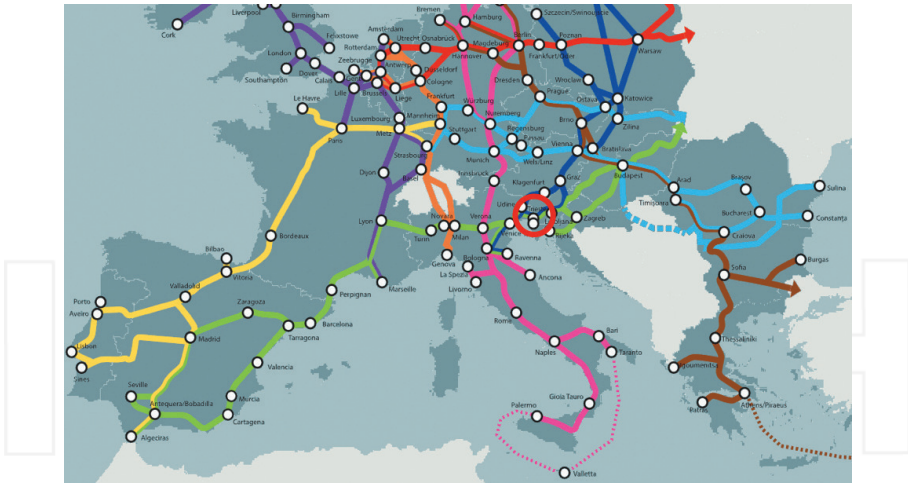 Liverpool
Birmingham
Cork
Felixstowe
London
Dover
Southampton
Calais
Zeebrugge
Amsterdam
Rotterdam
Utrecht
Osnabrück
Antwerp
Brussels
Lille
Liège
Düsseldorf
Cologne
Bremen
Hamburg
Hannover
Magdeburg
Berlin
Szczecin/Swinoujscie
Poznan
Frankfurt/Oder
Warsaw
Dresden
Wroclaw
Katowice
Ostrava
Prague
Brno
Zilina
Le Havre
Paris
Luxembourg
Metz
Mannheim
Frankfurt
Würzburg
Nuremberg
Stuttgart
Regensburg
Passau
Strasbourg
Munich
Wels/Linz
Vienna
Bratislava
Budapest
Basel
Dyon
Innsbruck
Klagenfurt
Graz
Udine
Zagreb
Rijeka
Venice
Verona
Novara
Milan
Turin
Genova
Lyon
Marseille
Bologna
Ravenna
La Spezia
Livorno
Ancona
Arad
Timișoara
Brașov
Bucharest
Craiova
Sulina
Constanța
Sofia
Burgas
Bordeaux
Bilbao
Vitoria
Valladolid
Porto
Aveiro
Lisbon
Sines
Zaragoza
Madrid
Perpignan
Barcelona
Tarragona
Valencia
Sevilla
Antequera/Bobadilla
Murcia
Cartagena
Algeciras
Rome
Naples
Bari
Taranto
Gioia Tauro
Palermo
Valletta
Thessaloniki
Igoumenitsa
Patras
Athens/Piraeus